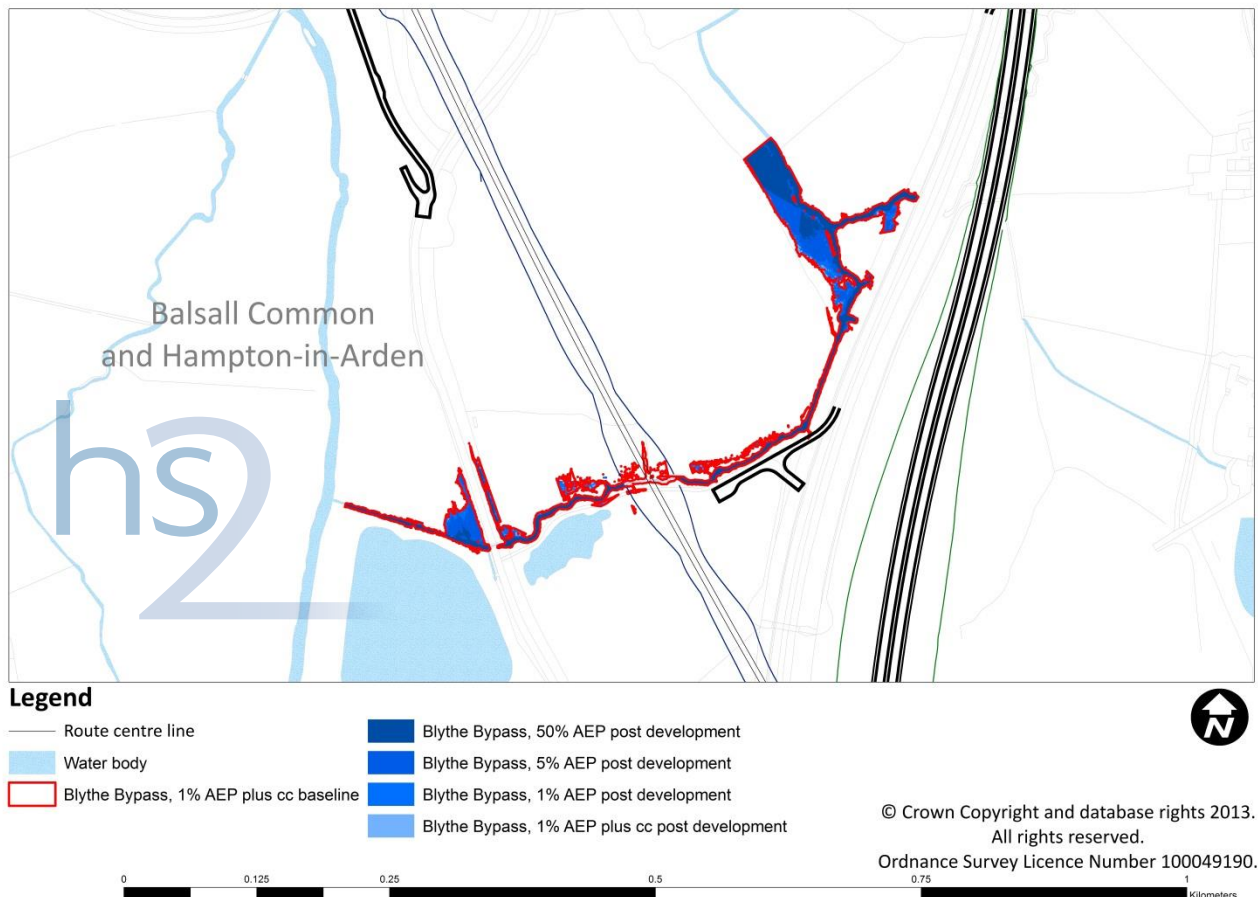 Balsall Common
and Hampton-in-Arden
hs2
Legend
Route centre line
Water body
Blythe Bypass, 1% AEP plus cc baseline
Blythe Bypass, 50% AEP post development
Blythe Bypass, 5% AEP post development
Blythe Bypass, 1% AEP post development
Blythe Bypass, 1% AEP plus cc post development
N
© Crown Copyright and database rights 2013.
All rights reserved.
Ordnance Survey Licence Number 100049190.
0 0.125 0.25 0.5 0.75 1
Kilometers